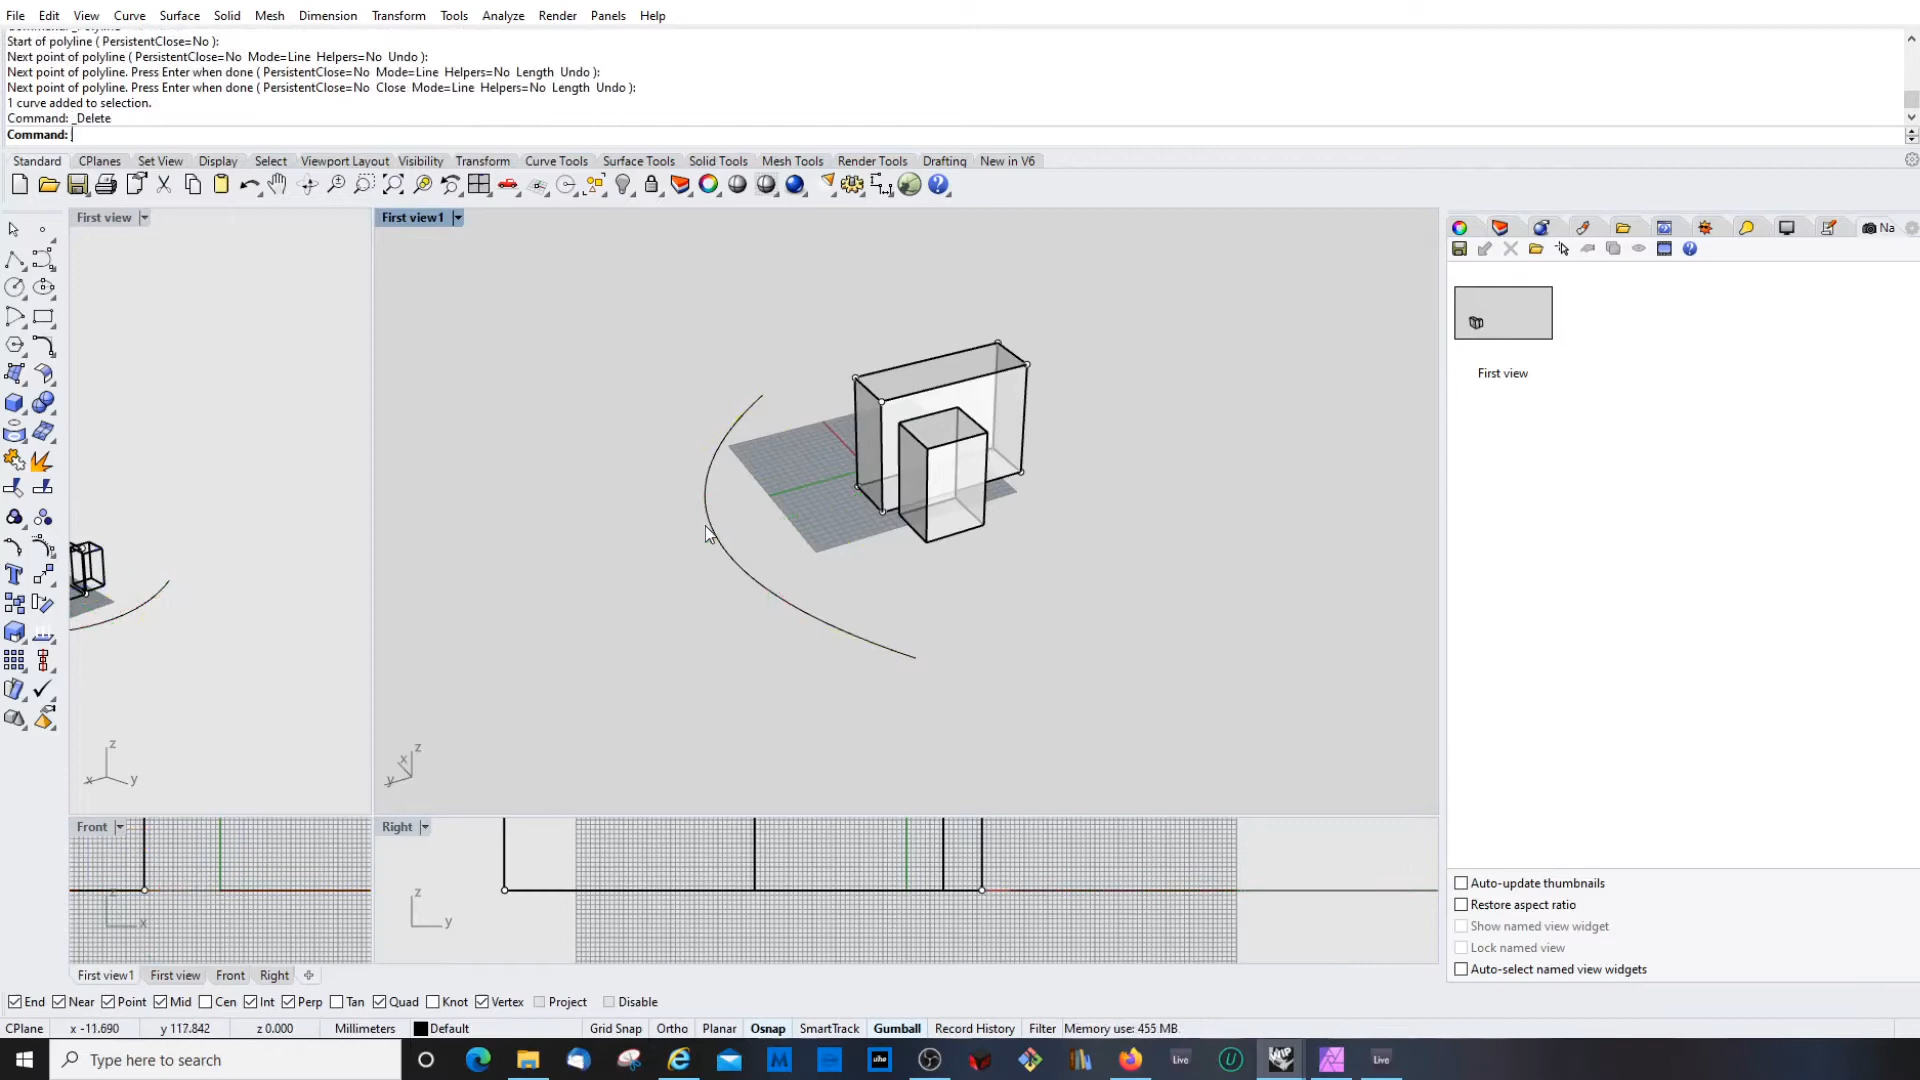 File Edit View Curve Surface Solid Mesh Dimension Transform Tools Analyze Render Panels Help
Start of polyline ( PersistentClose=No ):
Next point of polyline ( PersistentClose=No Mode=Line Helpers=No Undo ):
Next point of polyline. Press Enter when done ( PersistentClose=No Mode=Line Helpers=No Length Undo ):
Next point of polyline. Press Enter when done ( PersistentClose=No Close Mode=Line Helpers=No Length Undo ):
1 curve added to selection.
Command: _Delete
Command:
Standard CPlanes Set View Display Select Viewport Layout Visibility Transform Curve Tools Surface Tools Solid Tools Mesh Tools Render Tools Drafting New in V6
First view First view1 Na
First view
z
x y
z
x
y
Front Right
z
x
z
y
Auto-update thumbnails
Restore aspect ratio
Show named view widget
Lock named view
Auto-select named view widgets
First view1 First view Front Right
End Near Point Mid Cen Int Perp Tan Quad Knot Vertex Project Disable
CPlane x -11.690 y 117.842 z 0.000 Millimeters Default Grid Snap Ortho Planar Osnap SmartTrack Gumball Record History Filter Memory use: 455 MB
Type here to search uhe Live Live